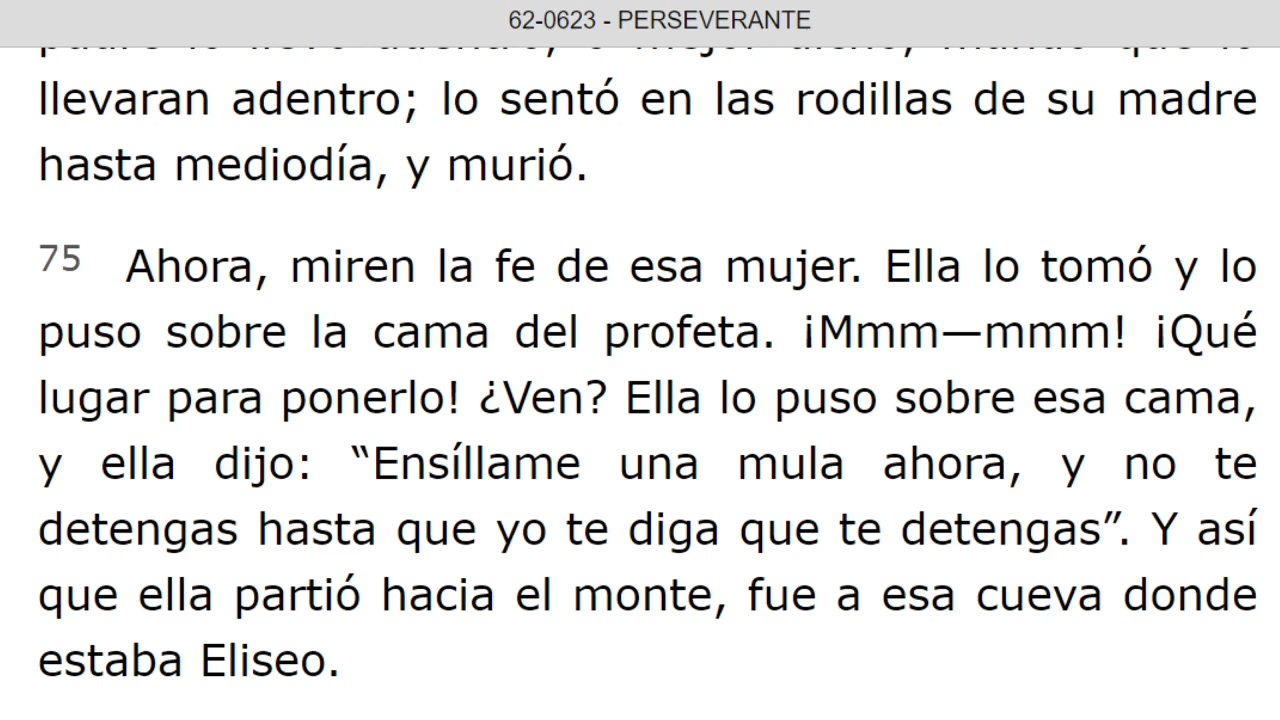 62-0623 - PERSEVERANTE
llevaran adentro; lo sentó en las rodillas de su madre
hasta mediodía, y murió.
75 Ahora, miren la fe de esa mujer. Ella lo tomó y lo
puso sobre la cama del profeta. ¡Mmm—mmm! ¡Qué
lugar para ponerlo! ¿Ven? Ella lo puso sobre esa cama,
y ella dijo: “Ensíllame una mula ahora, y no te
detengas hasta que yo te diga que te detengas”. Y así
que ella partió hacia el monte, fue a esa cueva donde
estaba Eliseo.